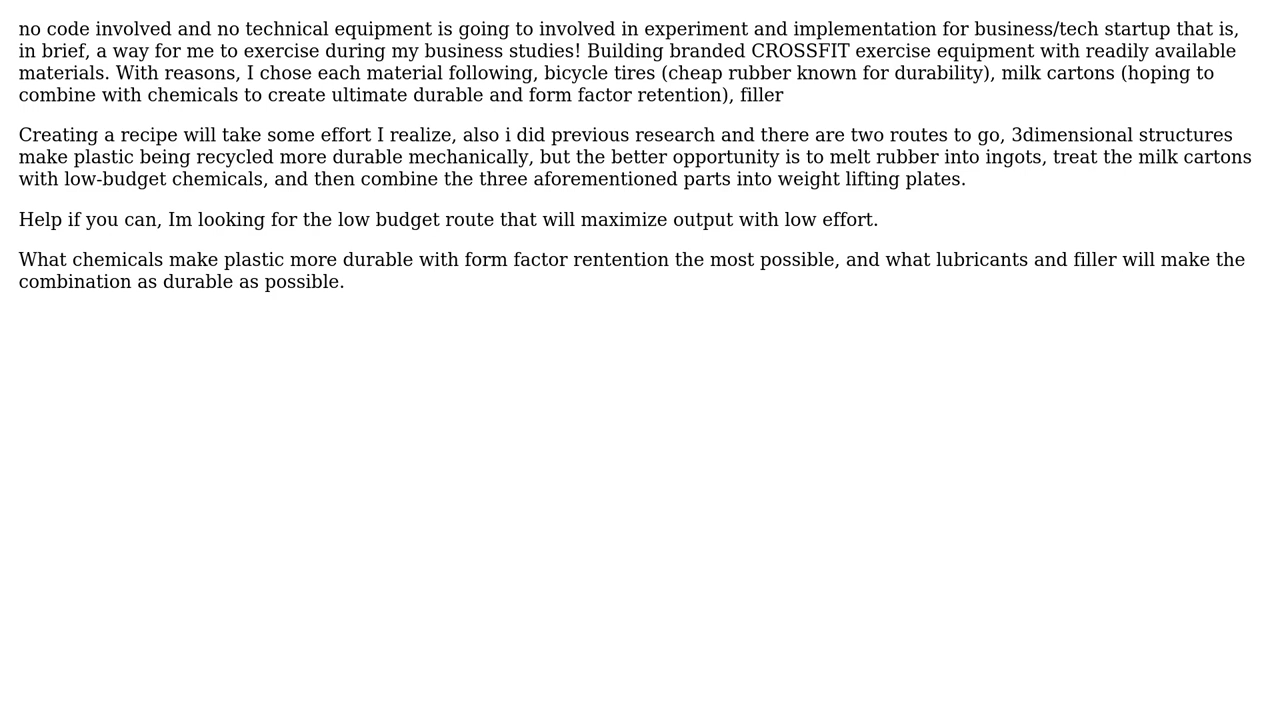 no code involved and no technical equipment is going to involved in experiment and implementation for business/tech startup that is,
in brief, a way for me to exercise during my business studies! Building branded CROSSFIT exercise equipment with readily available
materials. With reasons, I chose each material following, bicycle tires (cheap rubber known for durability), milk cartons (hoping to
combine with chemicals to create ultimate durable and form factor retention), filler
Creating a recipe will take some effort I realize, also i did previous research and there are two routes to go, 3dimensional structures
make plastic being recycled more durable mechanically, but the better opportunity is to melt rubber into ingots, treat the milk cartons
with low-budget chemicals, and then combine the three aforementioned parts into weight lifting plates.
Help if you can, Im looking for the low budget route that will maximize output with low effort.
What chemicals make plastic more durable with form factor rentention the most possible, and what lubricants and filler will make the
combination as durable as possible.